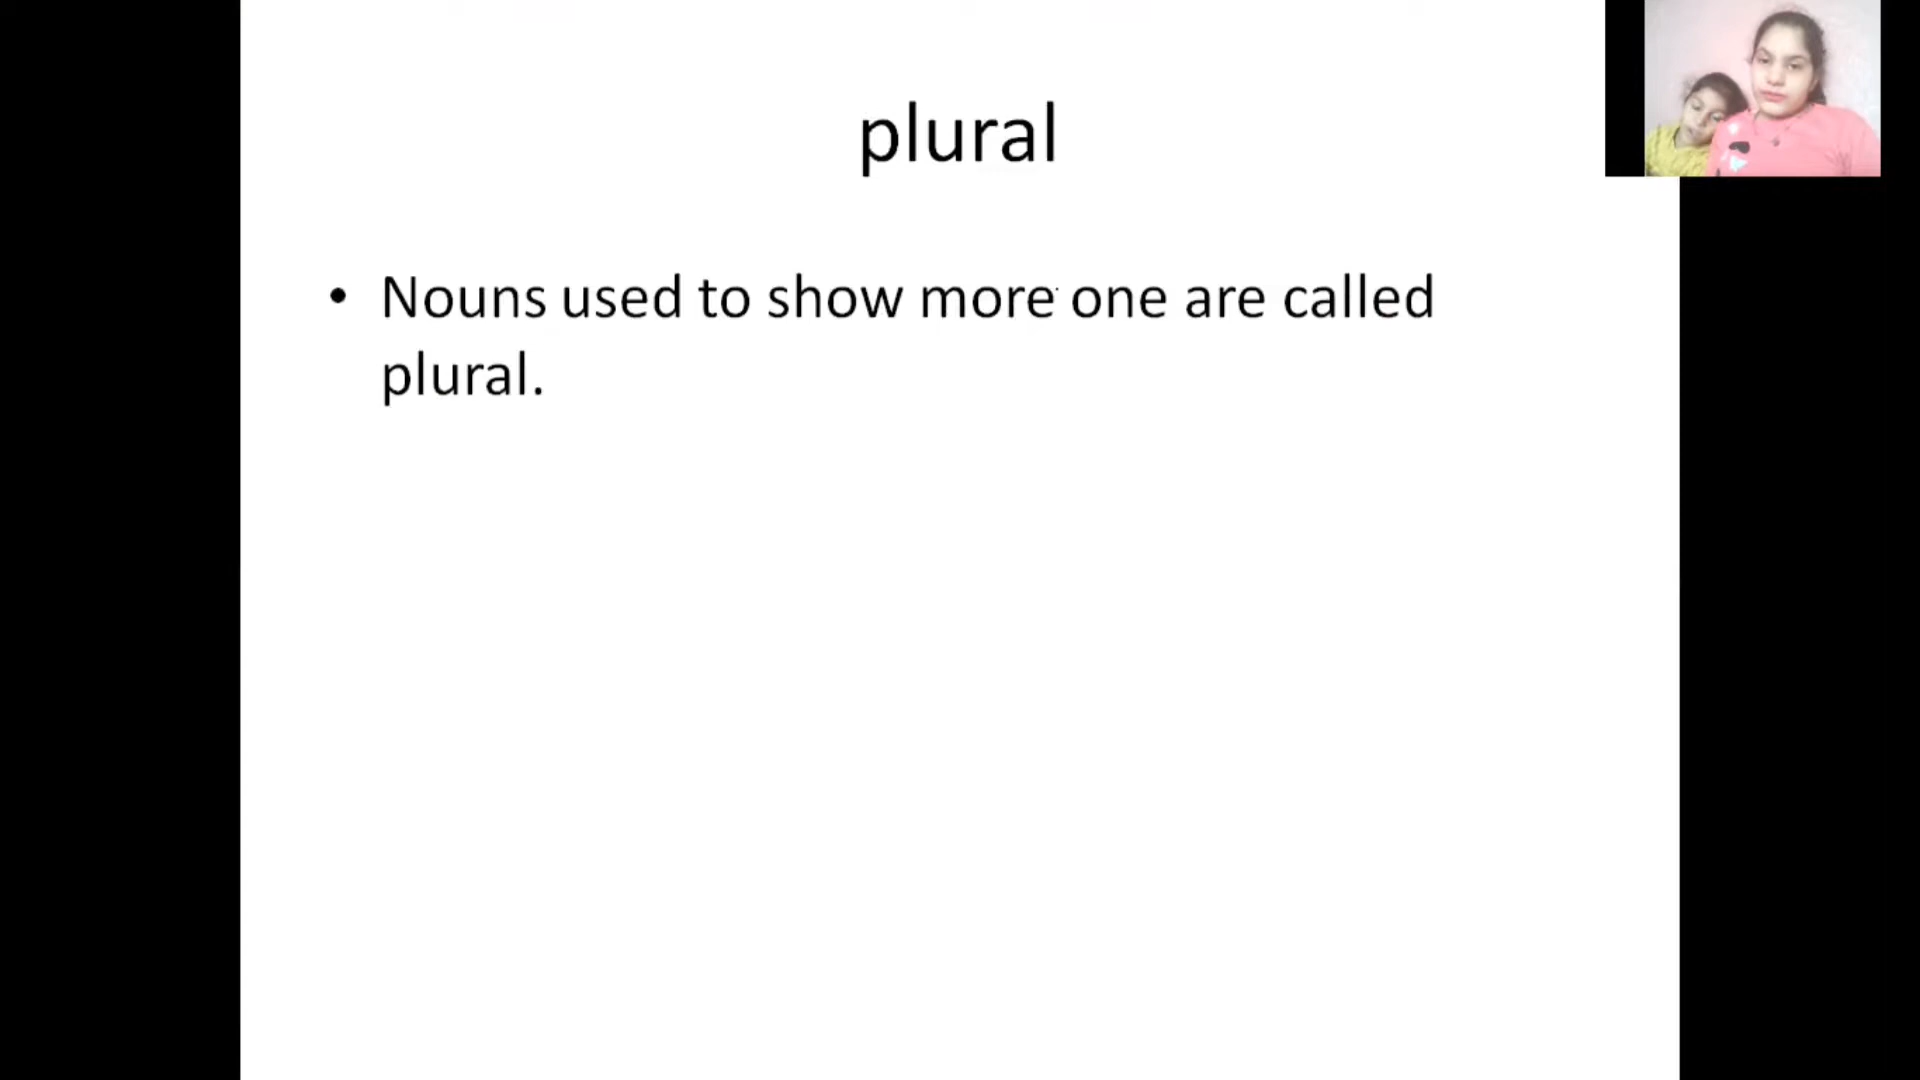 plural
• Nouns used to show more one are called
plural.